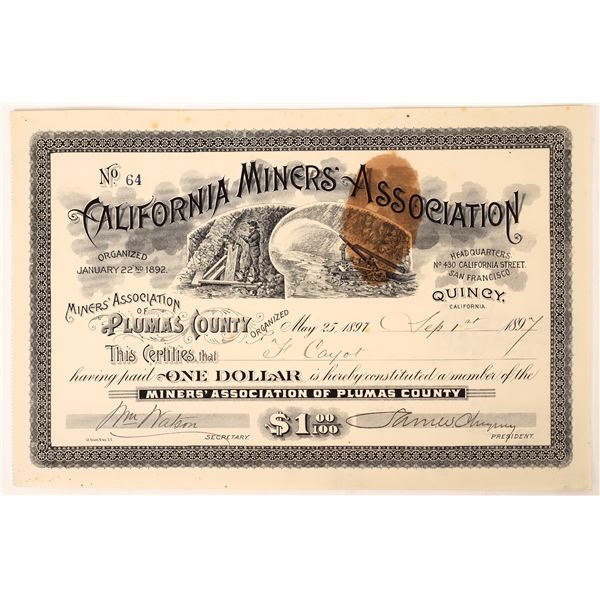 No 64
CALIFORNIA MINERS' ASSOCIATION
ORGANIZED
JANUARY 22ND 1892.
HEADQUARTERS
No 430 CALIFORNIA STREET.
SAN FRANCISCO
QUINCY,
CALIFORNIA.
MINERS' ASSOCIATION
OF
PLUMAS COUNTY ORGANIZED May 25, 1897 Sep 1st 1897
This Certifies, that F Cayot
having paid ONE DOLLAR is hereby constituted a member of the
MINERS' ASSOCIATION OF PLUMAS COUNTY
Wm Watson $1 00/100 James
SECRETARY. PRESIDENT.